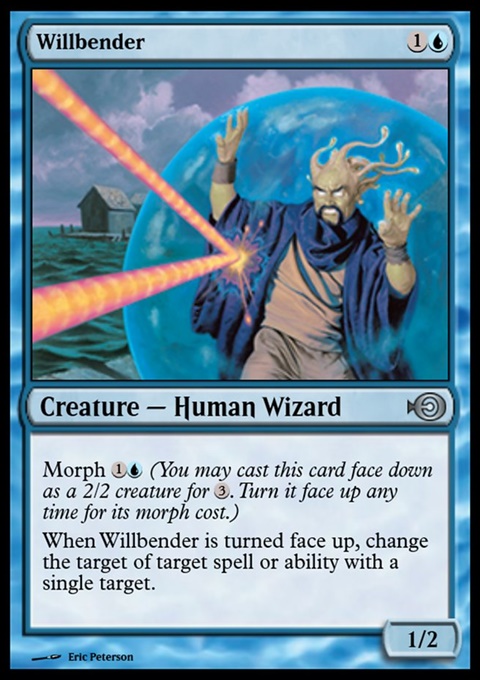 Willbender 1
Creature — Human Wizard
Morph 1 (You may cast this card face down
as a 2/2 creature for 3. Turn it face up any
time for its morph cost.)
When Willbender is turned face up, change
the target of target spell or ability with a
single target.
1/2
Eric Peterson